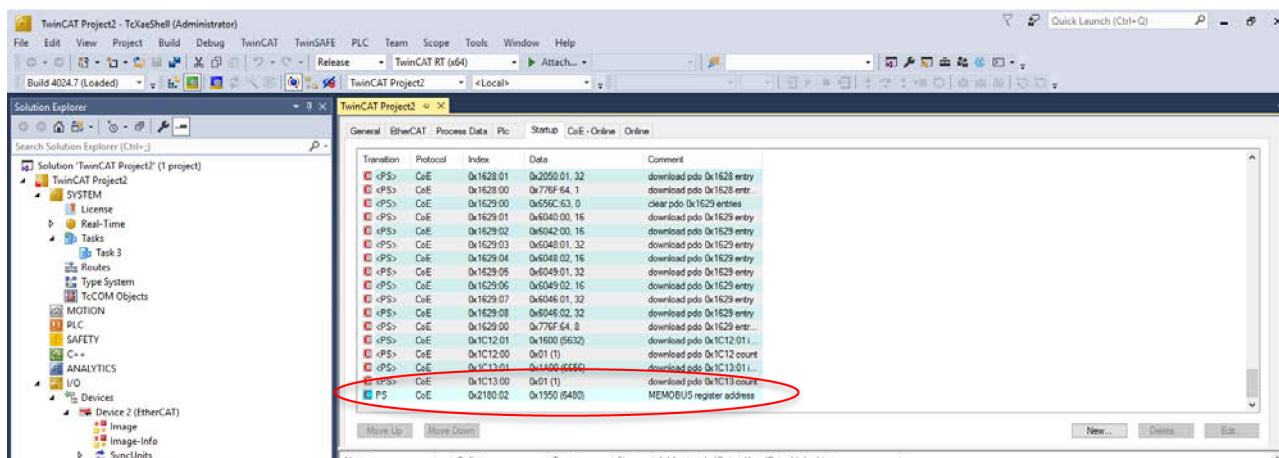 TwinCAT Project2 - TcXaeShell (Administrator)
Quick Launch (Ctrl+Q)
File Edit View Project Build Debug TwinCAT TwinSAFE PLC Team Scope Tools Window Help
Release TwinCAT RT (x64) Attach...
Build 4024.7 (Loaded) TwinCAT Project2 <Local>
Solution Explorer
Search Solution Explorer (Ctrl+;)
Solution 'TwinCAT Project2' (1 project)
TwinCAT Project2
SYSTEM
License
Real-Time
Tasks
Task 3
Routes
Type System
TcCOM Objects
MOTION
PLC
SAFETY
C++
ANALYTICS
I/O
Devices
Device 2 (EtherCAT)
Image
Image-Info
SyncUnits
TwinCAT Project2
General EtherCAT Process Data Plc Startup CoE - Online Online
Transition Protocol Index Data Comment
C <PS> CoE 0x1628:01 0x2050:01, 32 download pdo 0x1628 entry
C <PS> CoE 0x1628:00 0x776F:64, 1 download pdo 0x1628 entr...
C <PS> CoE 0x1629:00 0x656C:63, 0 clear pdo 0x1629 entries
C <PS> CoE 0x1629:01 0x6040:00, 16 download pdo 0x1629 entry
C <PS> CoE 0x1629:02 0x6042:00, 16 download pdo 0x1629 entry
C <PS> CoE 0x1629:03 0x6048:01, 32 download pdo 0x1629 entry
C <PS> CoE 0x1629:04 0x6048:02, 16 download pdo 0x1629 entry
C <PS> CoE 0x1629:05 0x6049:01, 32 download pdo 0x1629 entry
C <PS> CoE 0x1629:06 0x6049:02, 16 download pdo 0x1629 entry
C <PS> CoE 0x1629:07 0x6046:01, 32 download pdo 0x1629 entry
C <PS> CoE 0x1629:08 0x6046:02, 32 download pdo 0x1629 entry
C <PS> CoE 0x1629:00 0x776F:64, 8 download pdo 0x1629 entr...
C <PS> CoE 0x1C12:01 0x1600 (5632) download pdo 0x1C12:01 i...
C <PS> CoE 0x1C12:00 0x01 (1) download pdo 0x1C12 count
C <PS> CoE 0x1C13:01 0x1A00 (6656) download pdo 0x1C13:01 i...
C <PS> CoE 0x1C13:00 0x01 (1) download pdo 0x1C13 count
C PS CoE 0x2180:02 0x1950 (6480) MEMOBUS register address
Move Up Move Down New... Delete... Edit...